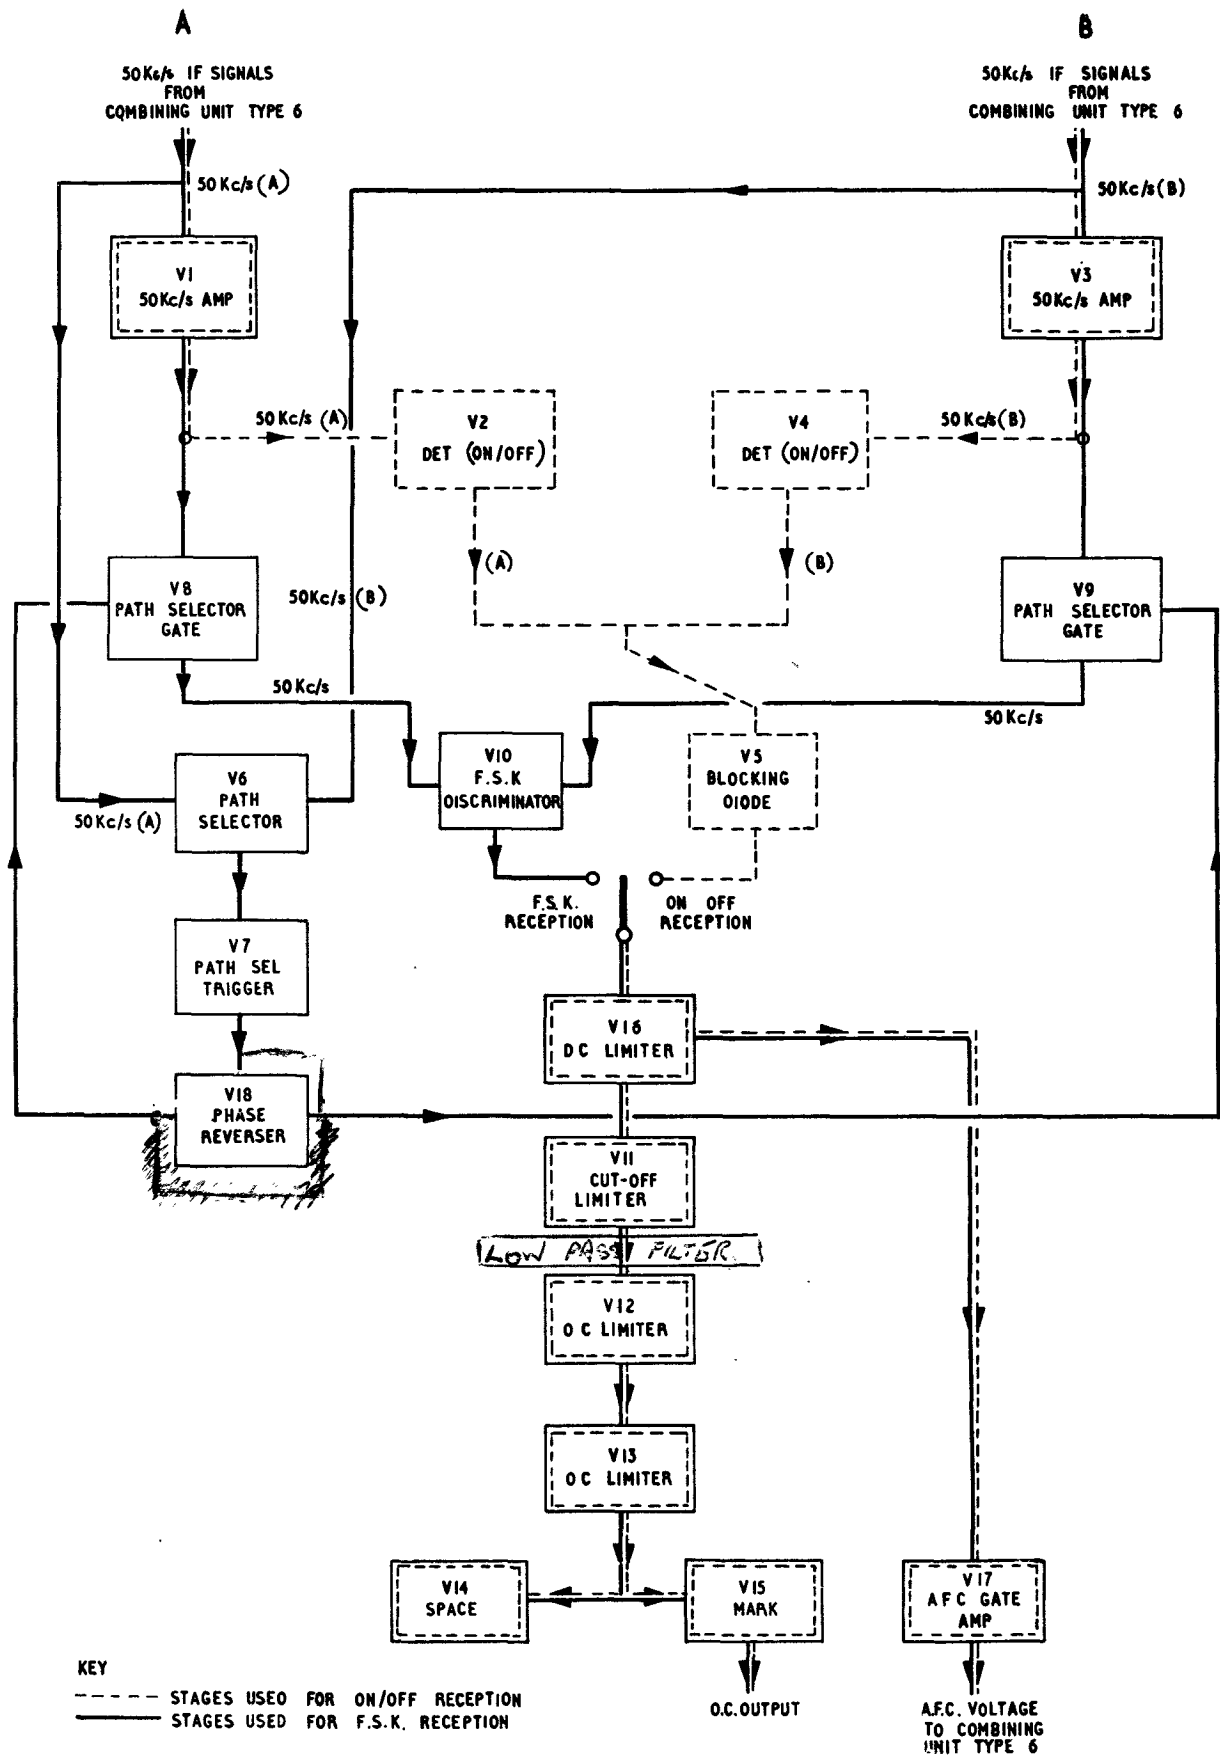 A
B
50Kc/s IF SIGNALS
FROM
COMBINING UNIT TYPE 6
50Kc/s IF SIGNALS
FROM
COMBINING UNIT TYPE 6
50Kc/s (A)
50Kc/s (B)
V1
50Kc/s AMP
V3
50Kc/s AMP
50Kc/s (A)
V2
DET (ON/OFF)
V4
DET (ON/OFF)
50Kc/s (B)
(A)
(B)
V8
PATH SELECTOR
GATE
50Kc/s (B)
V9
PATH SELECTOR
GATE
50Kc/s
50Kc/s
V10
F.S.K
DISCRIMINATOR
V5
BLOCKING
DIODE
V6
PATH
SELECTOR
50Kc/s (A)
F.S.K.
RECEPTION
ON OFF
RECEPTION
V7
PATH SEL
TRIGGER
V16
DC LIMITER
V18
PHASE
REVERSER
V11
CUT-OFF
LIMITER
LOW PASS FILTER
V12
DC LIMITER
V13
DC LIMITER
V14
SPACE
V15
MARK
V17
AFC GATE
AMP
KEY
STAGES USED FOR ON/OFF RECEPTION
STAGES USED FOR F.S.K. RECEPTION
D.C. OUTPUT
A.F.C. VOLTAGE
TO COMBINING
UNIT TYPE 6